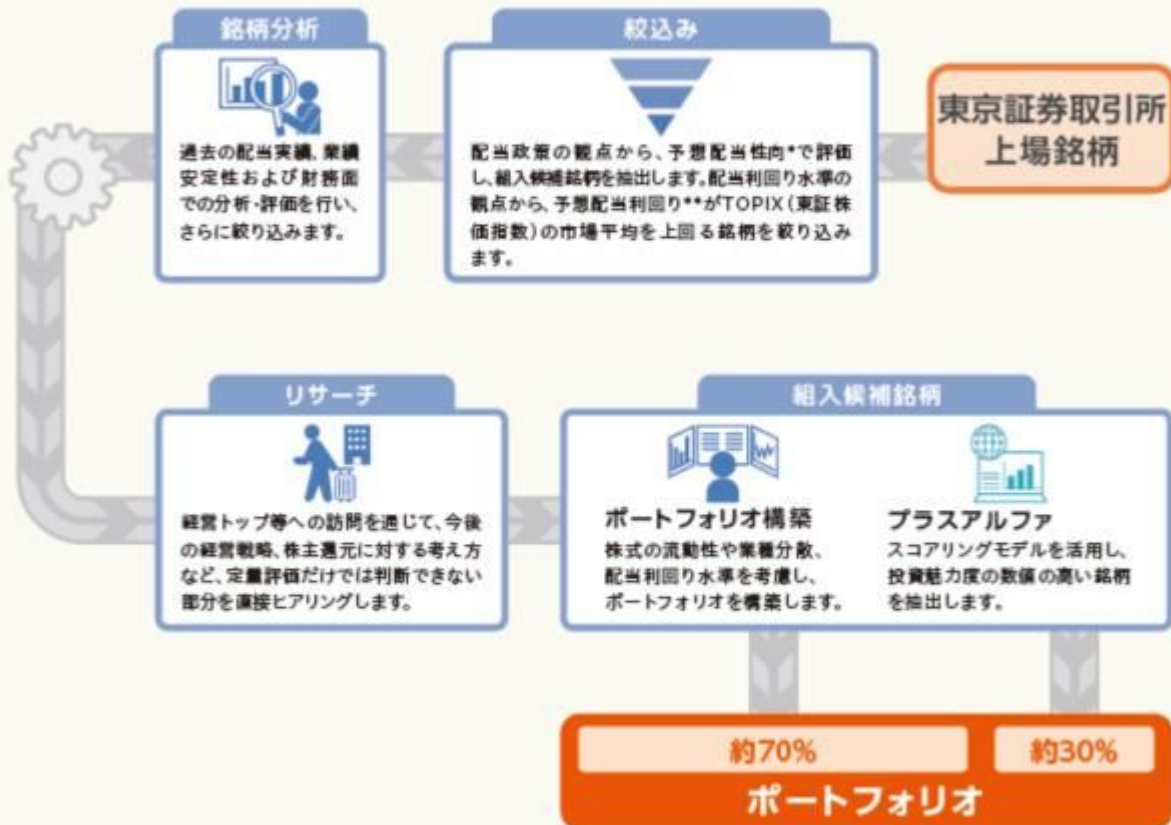 東京証券取引所
上場銘柄
絞込み
配当政策の観点から、予想配当性向*で評価
し、組入候補銘柄を抽出します。配当利回り水準の
観点から、予想配当利回り**がTOPIX（東証株
価指数）の市場平均を上回る銘柄を絞り込み
ます。
銘柄分析
過去の配当実績、業績
安定性および財務面
での分析・評価を行い、
さらに絞り込みます。
リサーチ
経営トップ等への訪問を通じて、今後
の経営戦略、株主還元に対する考え方
など、定量評価だけでは判断できない
部分を直接ヒアリングします。
組入候補銘柄
ポートフォリオ構築
株式の流動性や業種分散、
配当利回り水準を考慮し、
ポートフォリオを構築します。
プラスアルファ
スコアリングモデルを活用し、
投資魅力度の数値の高い銘柄
を抽出します。
約70%
約30%
ポートフォリオ